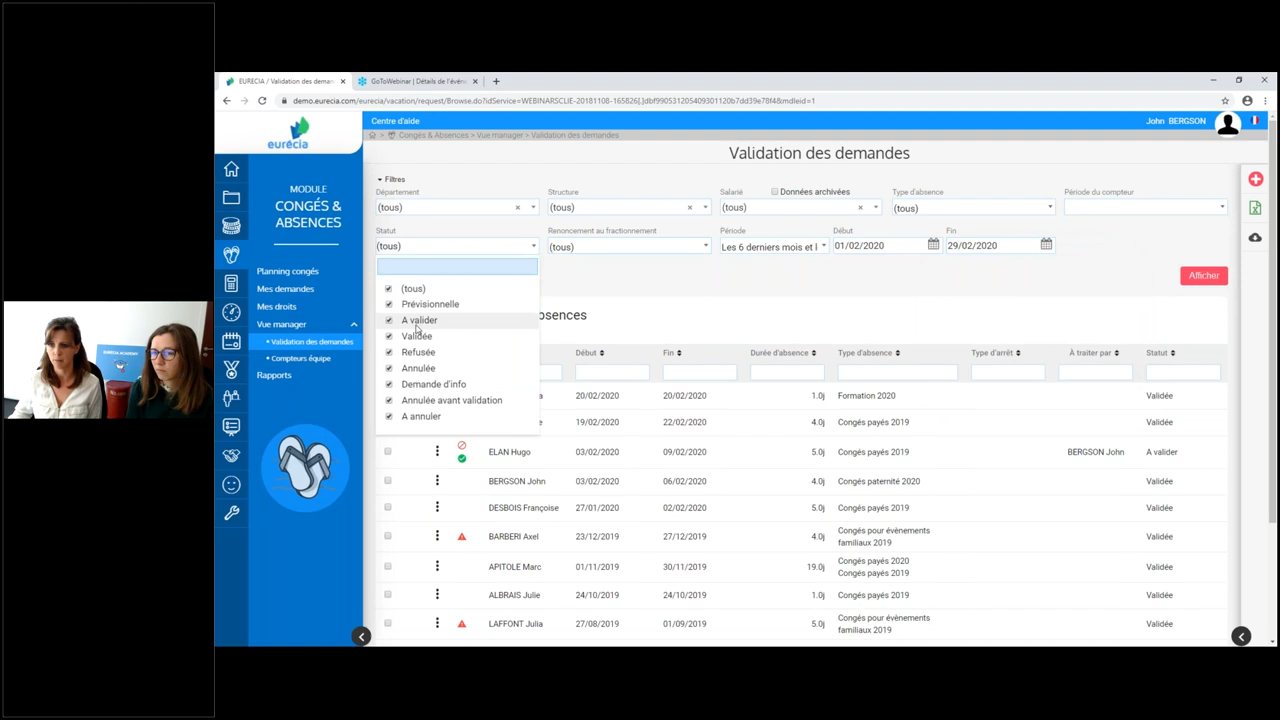 EURECIA / Validation des deman
GoToWebinar | Détails de l'évén
demo.eurecia.com/eurecia/vacation/request/Browse.do?idService=WEBINARSCLIE-20181108-165826[.]dbf990531205409301120b7dd39e78f4&mdleid=1
eurécia
Centre d'aide
John BERGSON
> Congés & Absences > Vue manager > Validation des demandes
Validation des demandes
MODULE
CONGÉS &
ABSENCES
Planning congés
Mes demandes
Mes droits
Vue manager
• Validation des demandes
• Compteurs équipe
Rapports
Filtres
Département Structure Salarié Données archivées Type d'absence Période du compteur
(tous) (tous) (tous) (tous)
Statut Renoncement au fractionnement Période Début Fin
(tous) (tous) Les 6 derniers mois et l 01/02/2020 29/02/2020
Afficher
(tous)
Prévisionnelle
A valider
Validée
Refusée
Annulée
Demande d'info
Annulée avant validation
A annuler
bsences
Début Fin Durée d'absence Type d'absence Type d'arrêt À traiter par Statut
a 20/02/2020 20/02/2020 1.0j Formation 2020 Validée
e 19/02/2020 22/02/2020 4.0j Congés payés 2019 Validée
ELAN Hugo 03/02/2020 09/02/2020 5.0j Congés payés 2019 BERGSON John A valider
BERGSON John 03/02/2020 06/02/2020 4.0j Congés paternité 2020 Validée
DESBOIS Françoise 27/01/2020 02/02/2020 5.0j Congés payés 2019 Validée
BARBERI Axel 23/12/2019 27/12/2019 4.0j Congés pour évènements familiaux 2019 Validée
APITOLE Marc 01/11/2019 30/11/2019 19.0j Congés payés 2020 Congés payés 2019 Validée
ALBRAIS Julie 24/10/2019 24/10/2019 1.0j Congés payés 2019 Validée
LAFFONT Julia 27/08/2019 01/09/2019 5.0j Congés pour évènements familiaux 2019 Validée
EURECIA ACADEMY